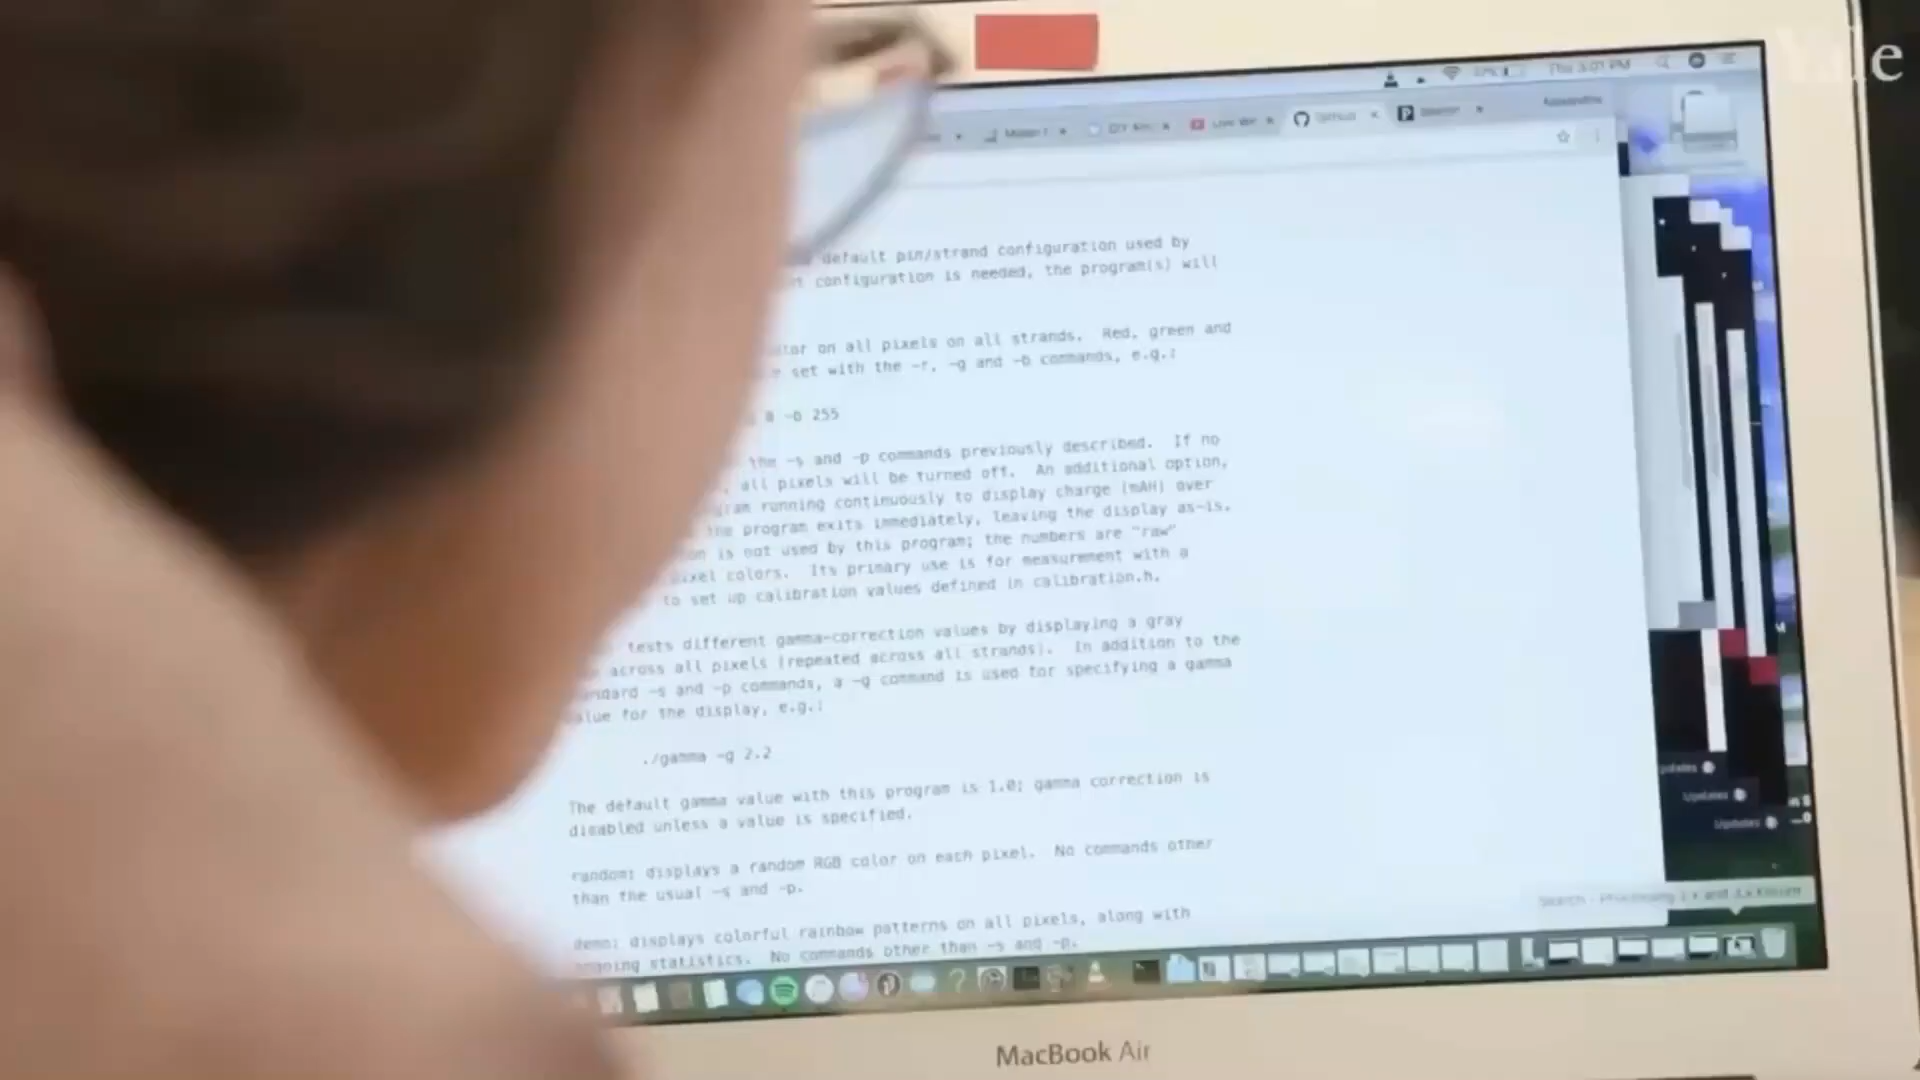 Yale
Thu 3:01 PM
GitHub
default pin/strand configuration used by
configuration is needed, the program(s) will
on all pixels on all strands. Red, green and
set with the -r, -g and -b commands, e.g.:
-b 255
the -s and -p commands previously described. If no
, all pixels will be turned off. An additional option,
running continuously to display charge (mAH) over
the program exits immediately, leaving the display as-is.
is not used by this program; the numbers are "raw"
pixel colors. Its primary use is for measurement with a
to set up calibration values defined in calibration.h.
tests different gamma-correction values by displaying a gray
across all pixels (repeated across all strands). In addition to the
standard -s and -p commands, a -g command is used for specifying a gamma
value for the display, e.g.:
./gamma -g 2.2
The default gamma value with this program is 1.0; gamma correction is
disabled unless a value is specified.
random: displays a random RGB color on each pixel. No commands other
than the usual -s and -p.
demo: displays colorful rainbow patterns on all pixels, along with
ongoing statistics. No commands other than -s and -p.
Updates
Updates
MacBook Air